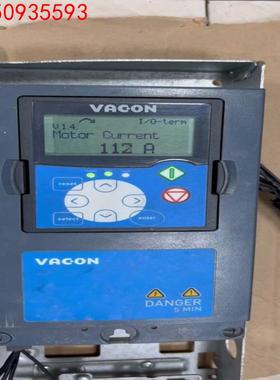 50935593
VACON
I/O-term
V1.4
Motor Current
112 A
reset
select
enter
VACON
DANGER
5 MIN